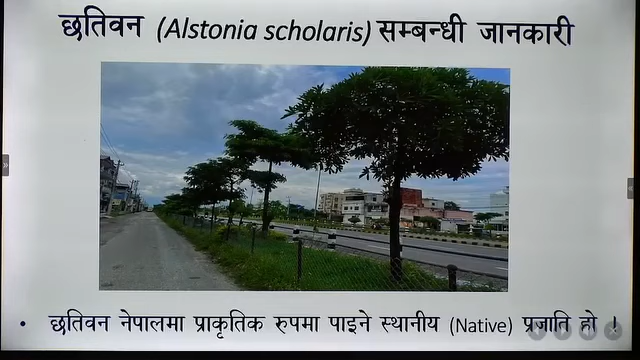 छतिवन (Alstonia scholaris) सम्बन्धी जानकारी
• छतिवन नेपालमा प्राकृतिक रुपमा पाइने स्थानीय (Native) प्रजाति हो ।